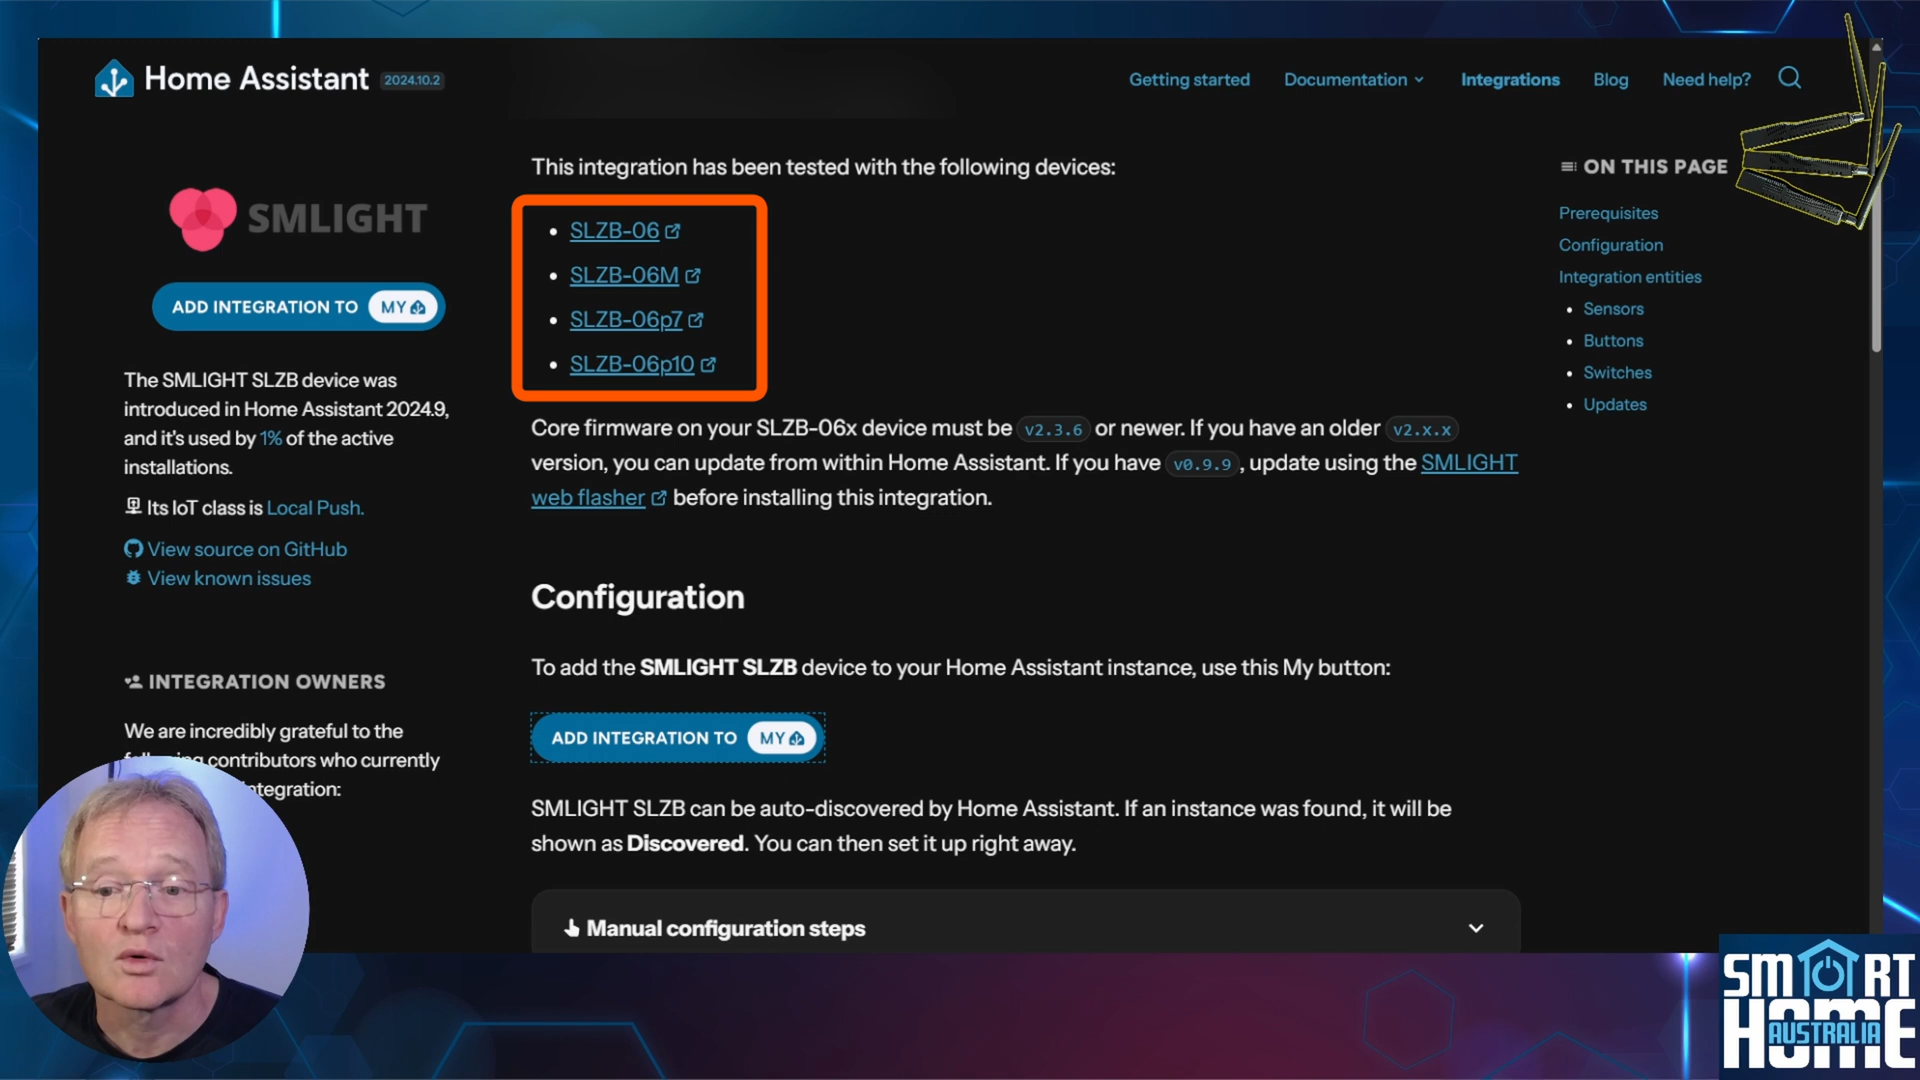 Home Assistant 2024.10.2
Getting started Documentation Integrations Blog Need help?
SMLIGHT
ADD INTEGRATION TO MY
The SMLIGHT SLZB device was
introduced in Home Assistant 2024.9,
and it's used by 1% of the active
installations.
Its IoT class is Local Push.
View source on GitHub
View known issues
INTEGRATION OWNERS
We are incredibly grateful to the
contributors who currently
This integration has been tested with the following devices:
• SLZB-06
• SLZB-06M
• SLZB-06p7
• SLZB-06p10
Core firmware on your SLZB-06x device must be v2.3.6 or newer. If you have an older v2.x.x
version, you can update from within Home Assistant. If you have v0.9.9, update using the SMLIGHT
web flasher before installing this integration.
Configuration
To add the SMLIGHT SLZB device to your Home Assistant instance, use this My button:
ADD INTEGRATION TO MY
SMLIGHT SLZB can be auto-discovered by Home Assistant. If an instance was found, it will be
shown as Discovered. You can then set it up right away.
Manual configuration steps
ON THIS PAGE
Prerequisites
Configuration
Integration entities
• Sensors
• Buttons
• Switches
• Updates
SMART
HOME
AUSTRALIA